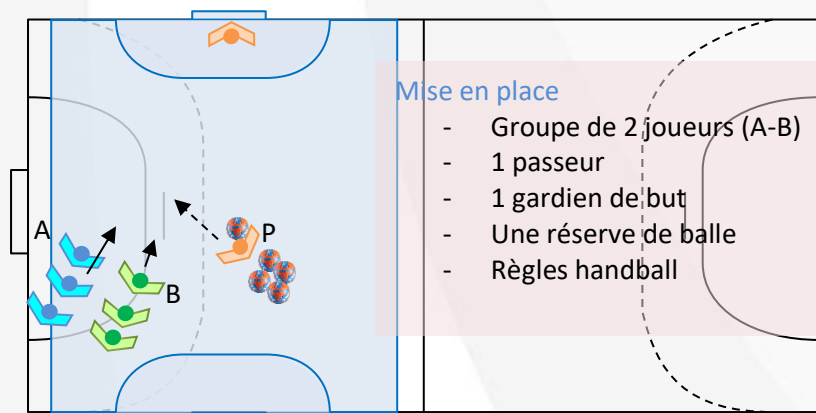 Mise en place
- Groupe de 2 joueurs (A-B)
- 1 passeur
- 1 gardien de but
- Une réserve de balle
- Règles handball
A
P
B